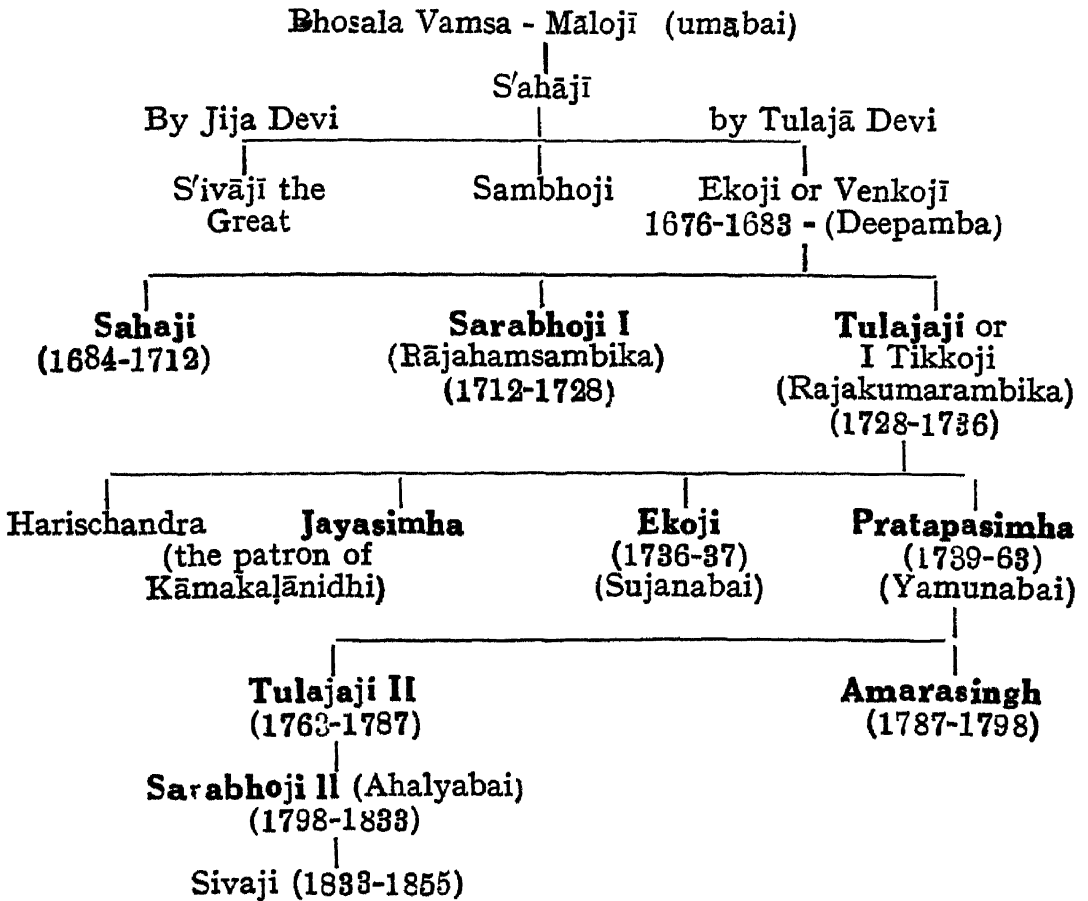 Bhosala Vamsa - Mālojī (umābai)
S'ahājī
By Jija Devi by Tulajā Devi
S'ivājī the Sambhoji Ekoji or Venkojī
Great 1676-1683 - (Deepamba)
Sahaji Sarabhoji I Tulajaji or
(1684-1712) (Rājahamsambika) I Tikkoji
(1712-1728) (Rajakumarambika)
(1728-1736)
Harischandra Jayasimha Ekoji Pratapasimha
(the patron of (1736-37) (1739-63)
Kāmakaḷānidhi) (Sujanabai) (Yamunabai)
Tulajaji II Amarasingh
(1763-1787) (1787-1798)
Sarabhoji II (Ahalyabai)
(1798-1833)
Sivaji (1833-1855)